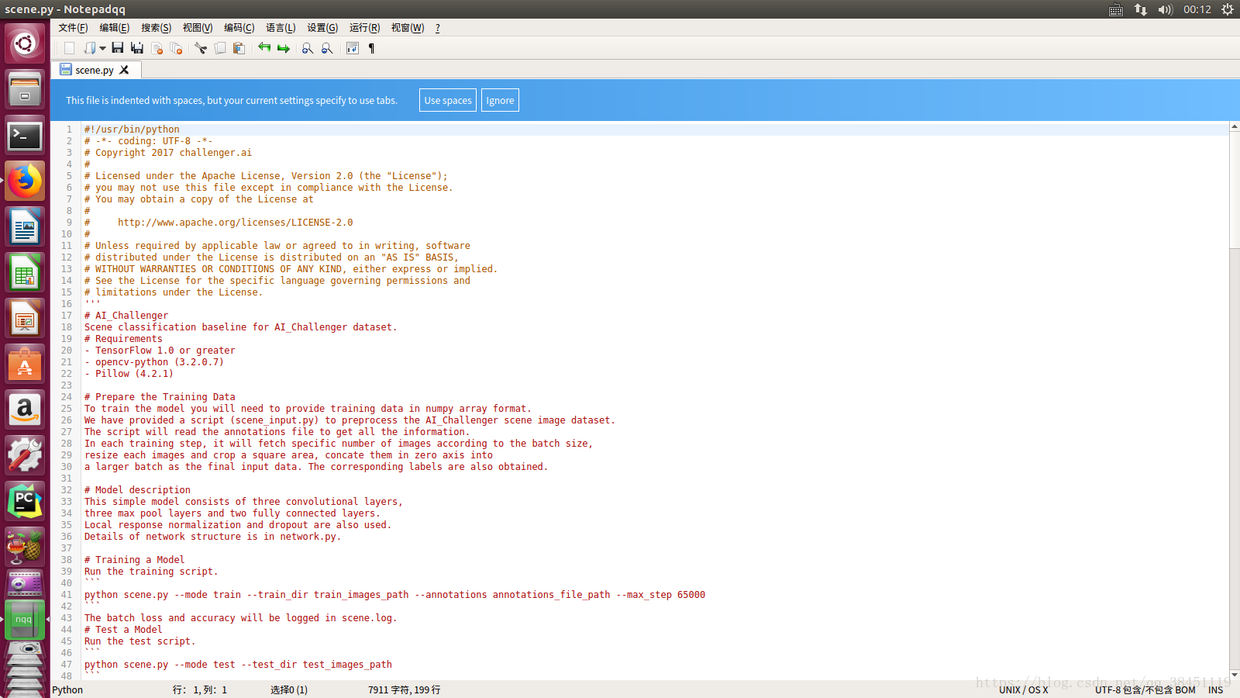 scene.py - Notepadqq
00:12
文件(F) 编辑(E) 搜索(S) 视图(V) 编码(C) 语言(L) 设置(G) 运行(R) 视窗(W) ?
scene.py
This file is indented with spaces, but your current settings specify to use tabs. Use spaces Ignore
1 #!/usr/bin/python
2 # -*- coding: UTF-8 -*-
3 # Copyright 2017 challenger.ai
4 #
5 # Licensed under the Apache License, Version 2.0 (the "License");
6 # you may not use this file except in compliance with the License.
7 # You may obtain a copy of the License at
8 #
9 #     http://www.apache.org/licenses/LICENSE-2.0
10 #
11 # Unless required by applicable law or agreed to in writing, software
12 # distributed under the License is distributed on an "AS IS" BASIS,
13 # WITHOUT WARRANTIES OR CONDITIONS OF ANY KIND, either express or implied.
14 # See the License for the specific language governing permissions and
15 # limitations under the License.
16 '''
17 # AI_Challenger
18 Scene classification baseline for AI_Challenger dataset.
19 # Requirements
20 - TensorFlow 1.0 or greater
21 - opencv-python (3.2.0.7)
22 - Pillow (4.2.1)
23
24 # Prepare the Training Data
25 To train the model you will need to provide training data in numpy array format.
26 We have provided a script (scene_input.py) to preprocess the AI_Challenger scene image dataset.
27 The script will read the annotations file to get all the information.
28 In each training step, it will fetch specific number of images according to the batch size,
29 resize each images and crop a square area, concate them in zero axis into
30 a larger batch as the final input data. The corresponding labels are also obtained.
31
32 # Model description
33 This simple model consists of three convolutional layers,
34 three max pool layers and two fully connected layers.
35 Local response normalization and dropout are also used.
36 Details of network structure is in network.py.
37
38 # Training a Model
39 Run the training script.
40 ```
41 python scene.py --mode train --train_dir train_images_path --annotations annotations_file_path --max_step 65000
42 ```
43 The batch loss and accuracy will be logged in scene.log.
44 # Test a Model
45 Run the test script.
46 ```
47 python scene.py --mode test --test_dir test_images_path
48 ```
PC
nqq
https://blog.csdn.net/qq_38451119
Python 行: 1, 列: 1 选择0 (1) 7911 字符, 199 行 UNIX / OS X UTF-8 包含/不包含 BOM INS